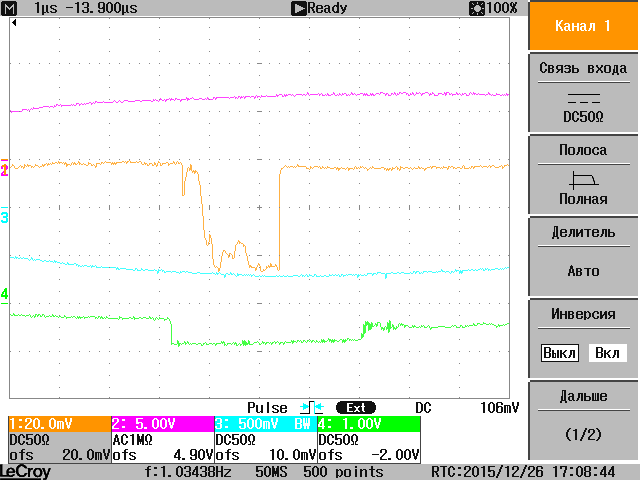 M 1µs -13.900µs Ready 100%
Канал 1
Связь входа
DC50Ω
Полоса
Полная
Делитель
Авто
Инверсия
Выкл Вкл
Дальше
(1/2)
2
3
4
Pulse Ext DC 106mV
1:20.0mV 2: 5.00V 3: 500mV BW 4: 1.00V
DC50Ω AC1MΩ DC50Ω DC50Ω
ofs 20.0mV ofs 4.90V ofs 10.0mV ofs -2.00V
LeCroy f:1.03438Hz 50MS 500 points RTC:2015/12/26 17:08:44